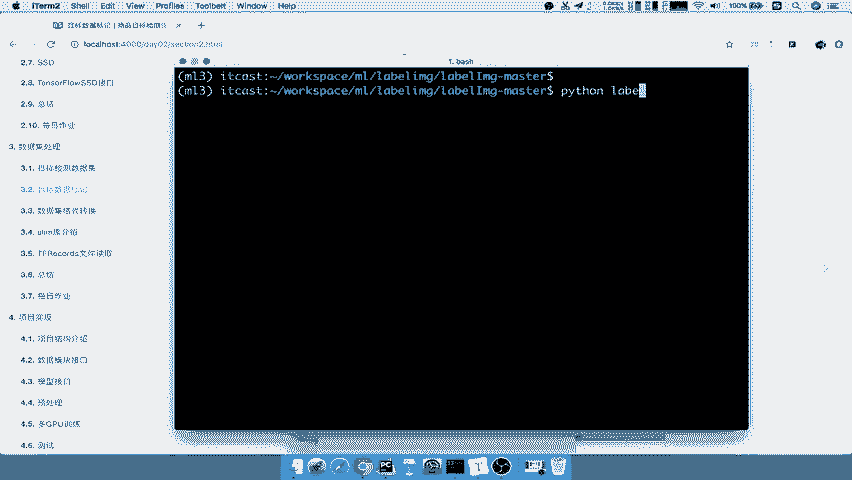 iTerm2 Shell Edit View Profiles Toolbelt Window Help
100%
localhost:4000/day02/section2.html
1. bash
(ml3) itcast:~/workspace/ml/labelimg/labelImg-master$
(ml3) itcast:~/workspace/ml/labelimg/labelImg-master$ python labe
2.7. SSD
2.8. TensorFlowSSD接口
2.9. 总结
2.10. 每日作业
3. 数据集处理
3.1. 目标检测数据集
3.2.
3.3. 数据集格式转换
3.4. slim库介绍
3.5. TFRecords文件读取
3.6. 总结
3.7. 每日作业
4. 项目实现
4.1. 项目结构介绍
4.2. 数据模块接口
4.3. 模型接口
4.4. 预处理
4.5. 多GPU训练
4.6. 测试